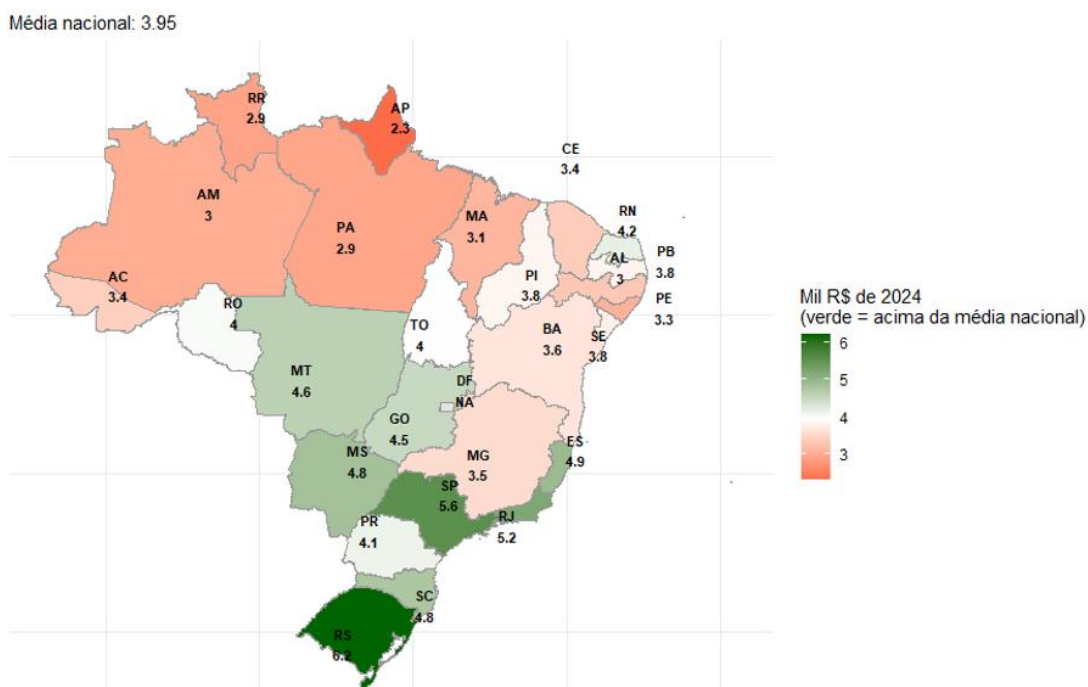 Média nacional: 3.95
RR
2.9
AP
2.3
CE
3.4
AM
3
PA
2.9
MA
3.1
RN
4.2
AL
3
PB
3.8
AC
3.4
PI
3.8
PE
3.3
RO
4
TO
4
BA
3.6
SE
3.8
MT
4.6
DF
NA
GO
4.5
MS
4.8
MG
3.5
ES
4.9
SP
5.6
RJ
5.2
PR
4.1
SC
4.8
RS
6.2
Mil R$ de 2024
(verde = acima da média nacional)
6
5
4
3